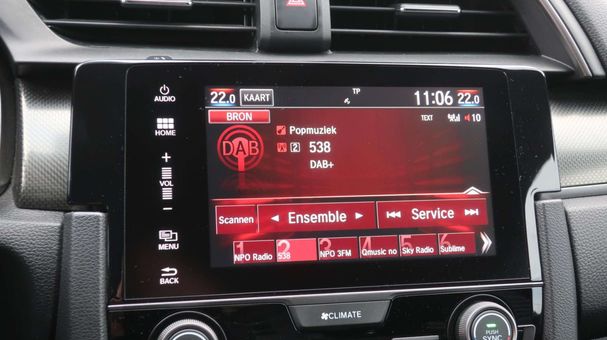 AUDIO
HOME
+
VOL
−
MENU
BACK
22.0 KAART TP 11:06 22.0
BRON TEXT 10
DAB Popmuziek
2 538
DAB+
Scannen ◄ Ensemble ► ⏮ Service ⏭
1 2 3 4 5 6
NPO Radio 538 NPO 3FM Qmusic no Sky Radio Sublime
CLIMATE
PUSH
SYNC